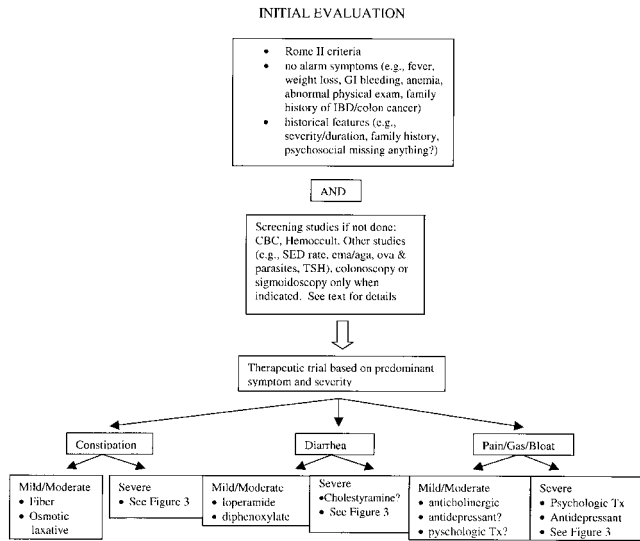 INITIAL EVALUATION
• Rome II criteria
• no alarm symptoms (e.g., fever,
weight loss, GI bleeding, anemia,
abnormal physical exam, family
history of IBD/colon cancer)
• historical features (e.g.,
severity/duration, family history,
psychosocial missing anything?)
AND
Screening studies if not done:
CBC, Hemoccult. Other studies
(e.g., SED rate, ema/aga, ova &
parasites, TSH), colonoscopy or
sigmoidoscopy only when
indicated. See text for details
Therapeutic trial based on predominant
symptom and severity
Constipation
Diarrhea
Pain/Gas/Bloat
Mild/Moderate
• Fiber
• Osmotic
laxative
Severe
• See Figure 3
Mild/Moderate
• loperamide
• diphenoxylate
Severe
•Cholestyramine?
• See Figure 3
Mild/Moderate
• anticholinergic
• antidepressant?
• pyschologic Tx?
Severe
• Psychologic Tx
• Antidepressant
• See Figure 3